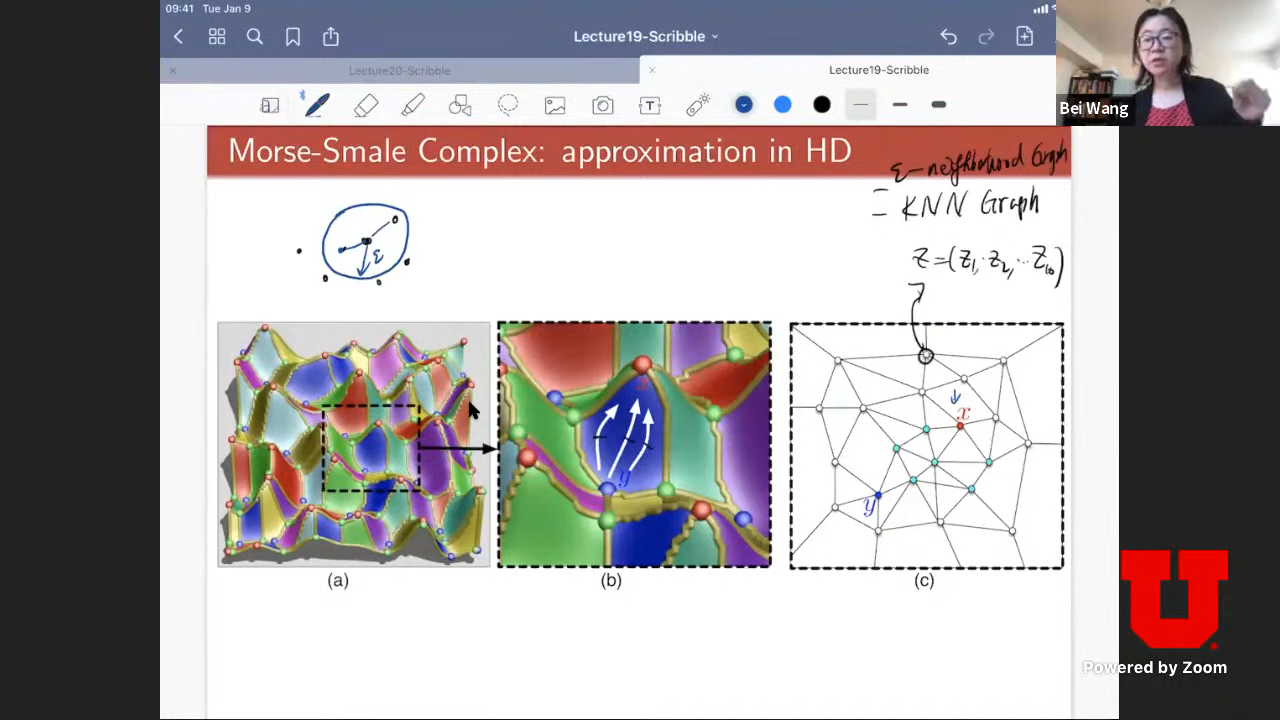 09:41 Tue Jan 9
Lecture19-Scribble
Lecture20-Scribble
Lecture19-Scribble
T
Bei Wang
Morse-Smale Complex: approximation in HD
ε-neighborhood Graph
KNN Graph
z=(z1, z2, ... z10)
ε
x
y
x
y
(a)
(b)
(c)
U
Powered by Zoom